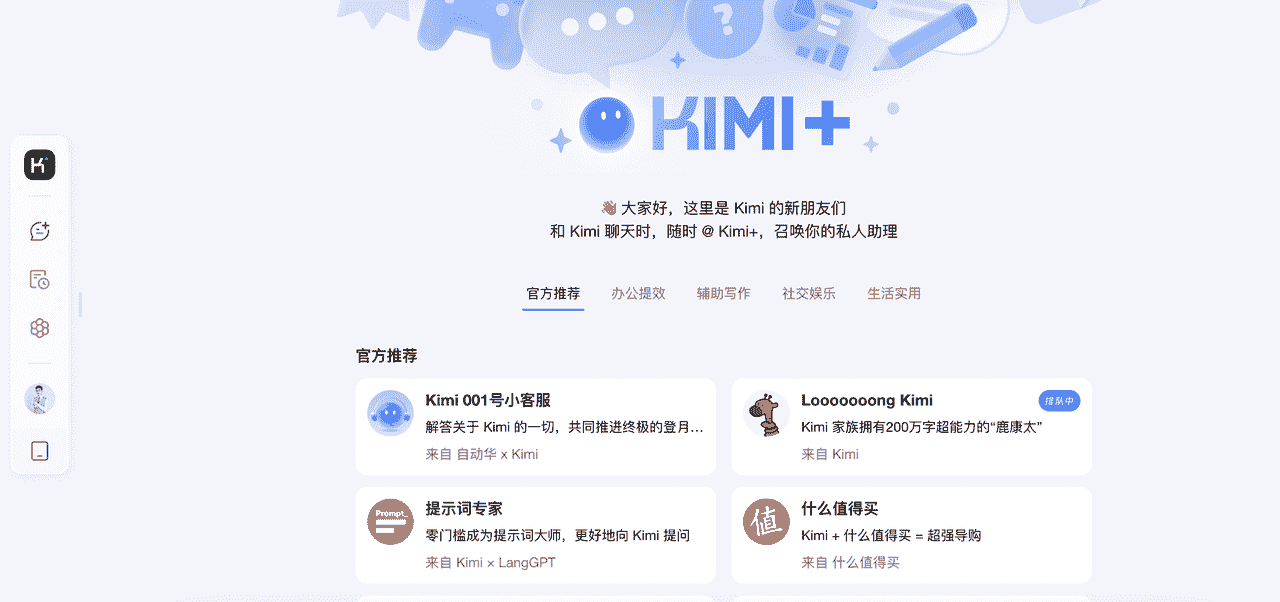 ?
KIMI+
👋 大家好，这里是 Kimi 的新朋友们
和 Kimi 聊天时，随时 @ Kimi+，召唤你的私人助理
官方推荐 办公提效 辅助写作 社交娱乐 生活实用
官方推荐
Kimi 001号小客服
解答关于 Kimi 的一切，共同推进终极的登月…
来自 自动华 x Kimi
Looooooong Kimi
排队中
Kimi 家族拥有200万字超能力的“鹿康太”
来自 Kimi
Prompt_
提示词专家
零门槛成为提示词大师，更好地向 Kimi 提问
来自 Kimi × LangGPT
值
什么值得买
Kimi + 什么值得买 = 超强导购
来自 什么值得买
K